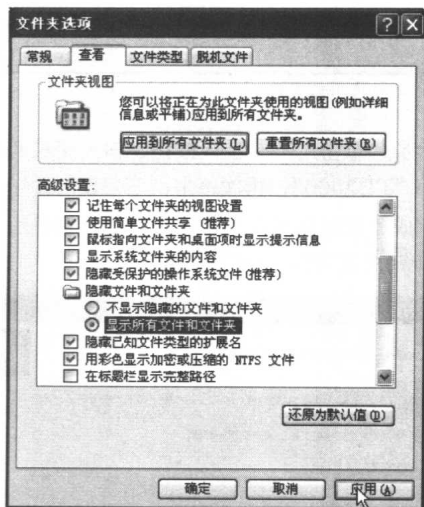 文件夹选项
常规 查看 文件类型 脱机文件
文件夹视图
您可以将正在为此文件夹使用的视图(例如详细
信息或平铺)应用到所有文件夹。
应用到所有文件夹(L) 重置所有文件夹(R)
高级设置:
记住每个文件夹的视图设置
使用简单文件共享 (推荐)
鼠标指向文件夹和桌面项时显示提示信息
显示系统文件夹的内容
隐藏受保护的操作系统文件(推荐)
隐藏文件和文件夹
不显示隐藏的文件和文件夹
显示所有文件和文件夹
隐藏已知文件类型的扩展名
用彩色显示加密或压缩的 NTFS 文件
在标题栏显示完整路径
还原为默认值(D)
确定 取消 应用(A)